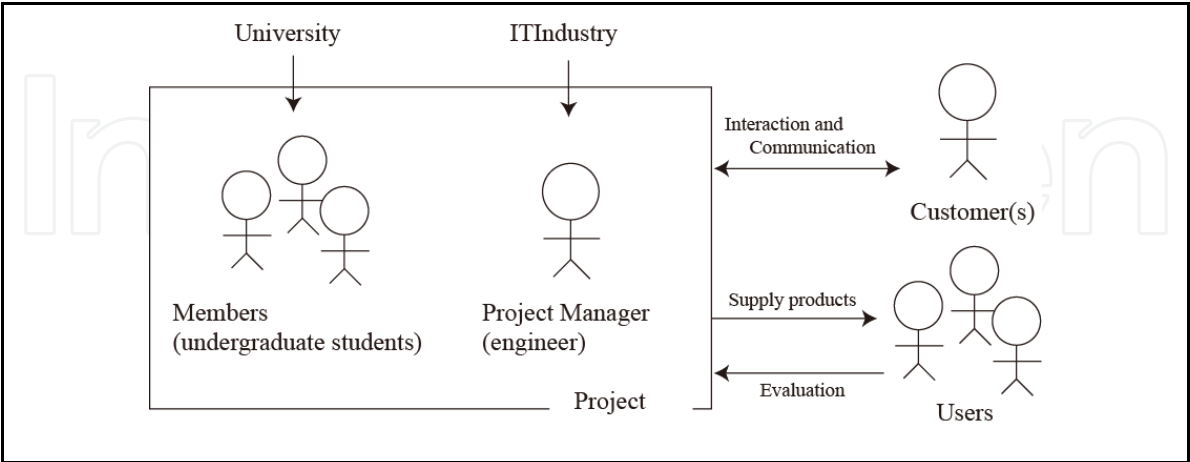 University
ITIndustry
Interaction and
Communication
Customer(s)
Members
(undergraduate students)
Project Manager
(engineer)
Supply products
Evaluation
Project
Users